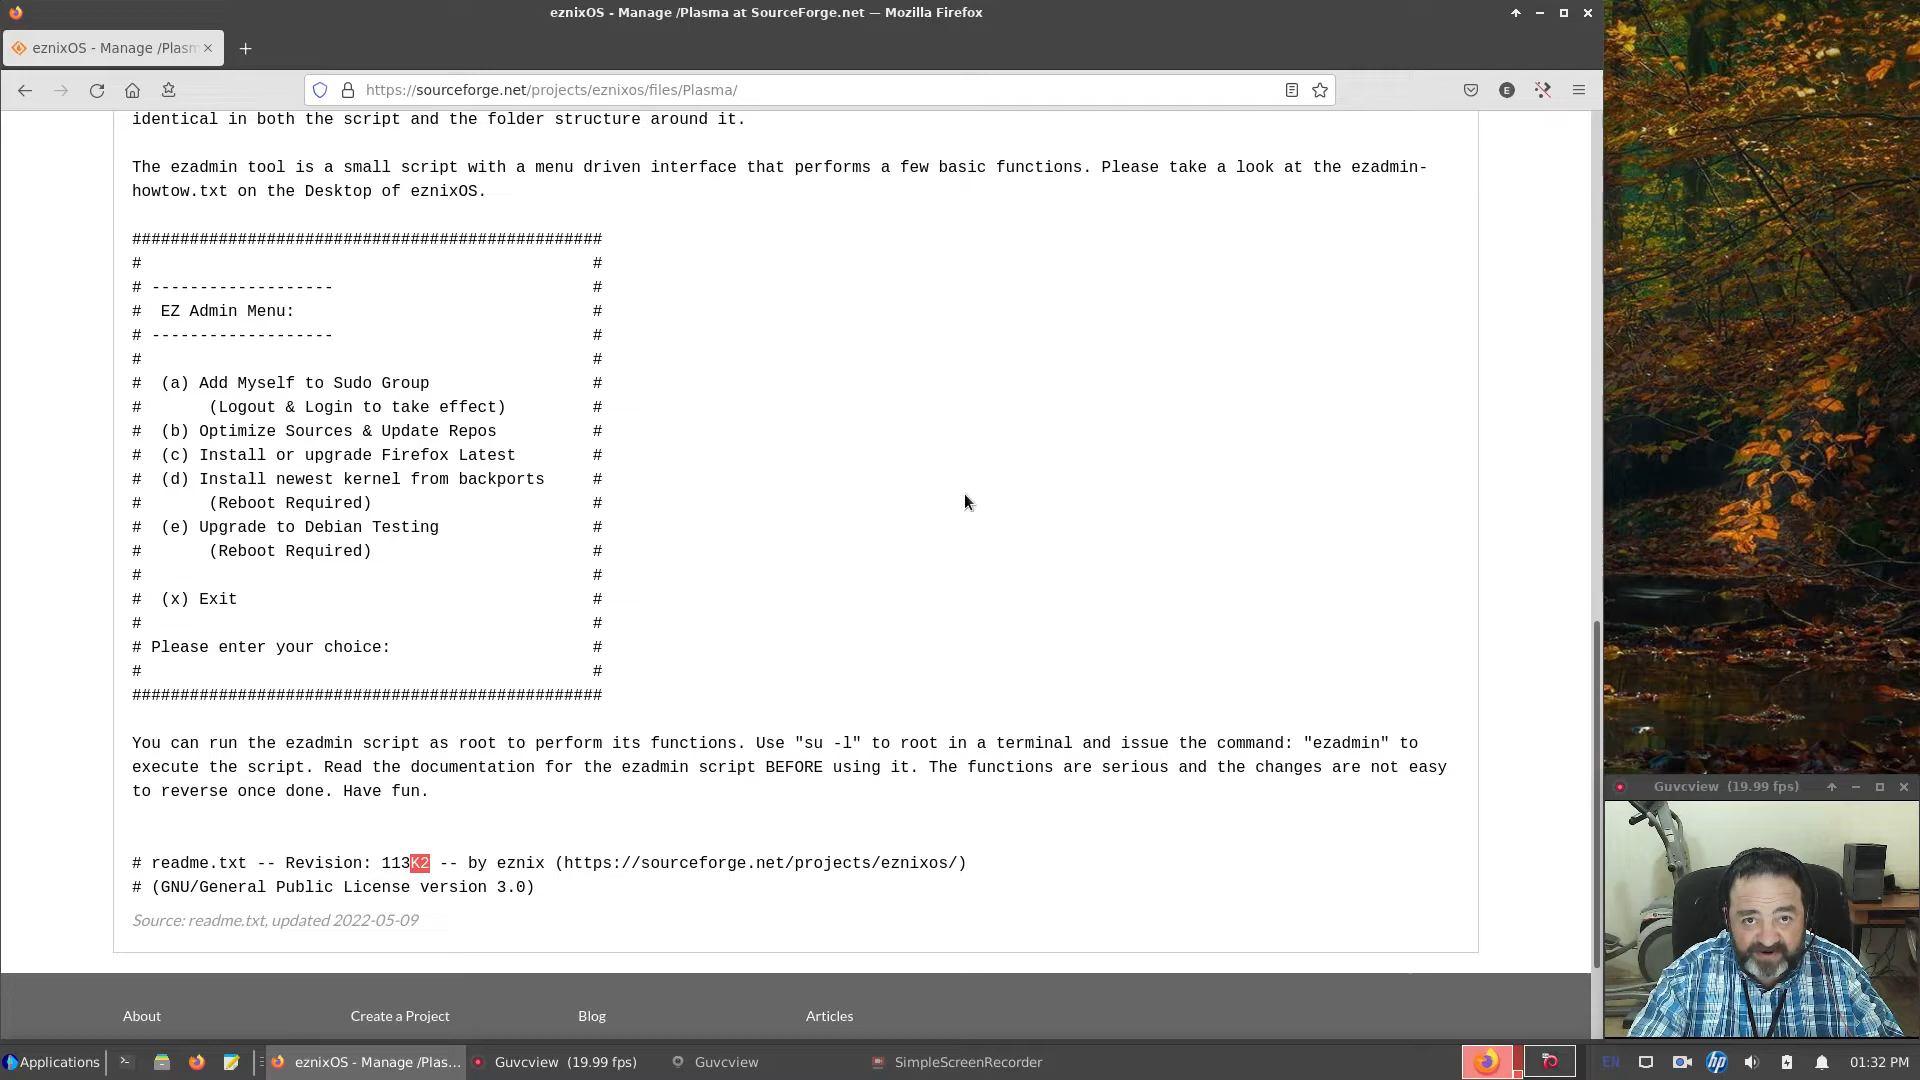 eznixOS - Manage /Plasma at SourceForge.net — Mozilla Firefox
eznixOS - Manage /Plasm
https://sourceforge.net/projects/eznixos/files/Plasma/
identical in both the script and the folder structure around it.
The ezadmin tool is a small script with a menu driven interface that performs a few basic functions. Please take a look at the ezadmin-
howtow.txt on the Desktop of eznixOS.
#################################################
#                                               #
# -------------------                           #
#  EZ Admin Menu:                               #
# -------------------                           #
#                                               #
#  (a) Add Myself to Sudo Group                 #
#       (Logout & Login to take effect)         #
#  (b) Optimize Sources & Update Repos          #
#  (c) Install or upgrade Firefox Latest        #
#  (d) Install newest kernel from backports     #
#       (Reboot Required)                       #
#  (e) Upgrade to Debian Testing                #
#       (Reboot Required)                       #
#                                               #
#  (x) Exit                                     #
#                                               #
# Please enter your choice:                     #
#                                               #
#################################################
You can run the ezadmin script as root to perform its functions. Use "su -l" to root in a terminal and issue the command: "ezadmin" to
execute the script. Read the documentation for the ezadmin script BEFORE using it. The functions are serious and the changes are not easy
to reverse once done. Have fun.
# readme.txt -- Revision: 113K2 -- by eznix (https://sourceforge.net/projects/eznixos/)
# (GNU/General Public License version 3.0)
Source: readme.txt, updated 2022-05-09
About
Create a Project
Blog
Articles
Guvcview (19.99 fps)
Applications
eznixOS - Manage /Plas...
Guvcview (19.99 fps)
Guvcview
SimpleScreenRecorder
EN
hp
01:32 PM